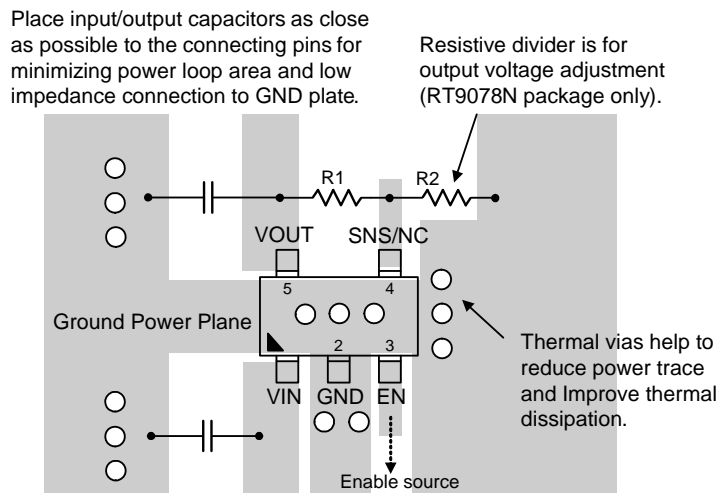 Place input/output capacitors as close
as possible to the connecting pins for
minimizing power loop area and low
impedance connection to GND plate.
Resistive divider is for
output voltage adjustment
(RT9078N package only).
R1
R2
VOUT
SNS/NC
5
4
Ground Power Plane
2
3
VIN
GND
EN
Thermal vias help to
reduce power trace
and Improve thermal
dissipation.
Enable source